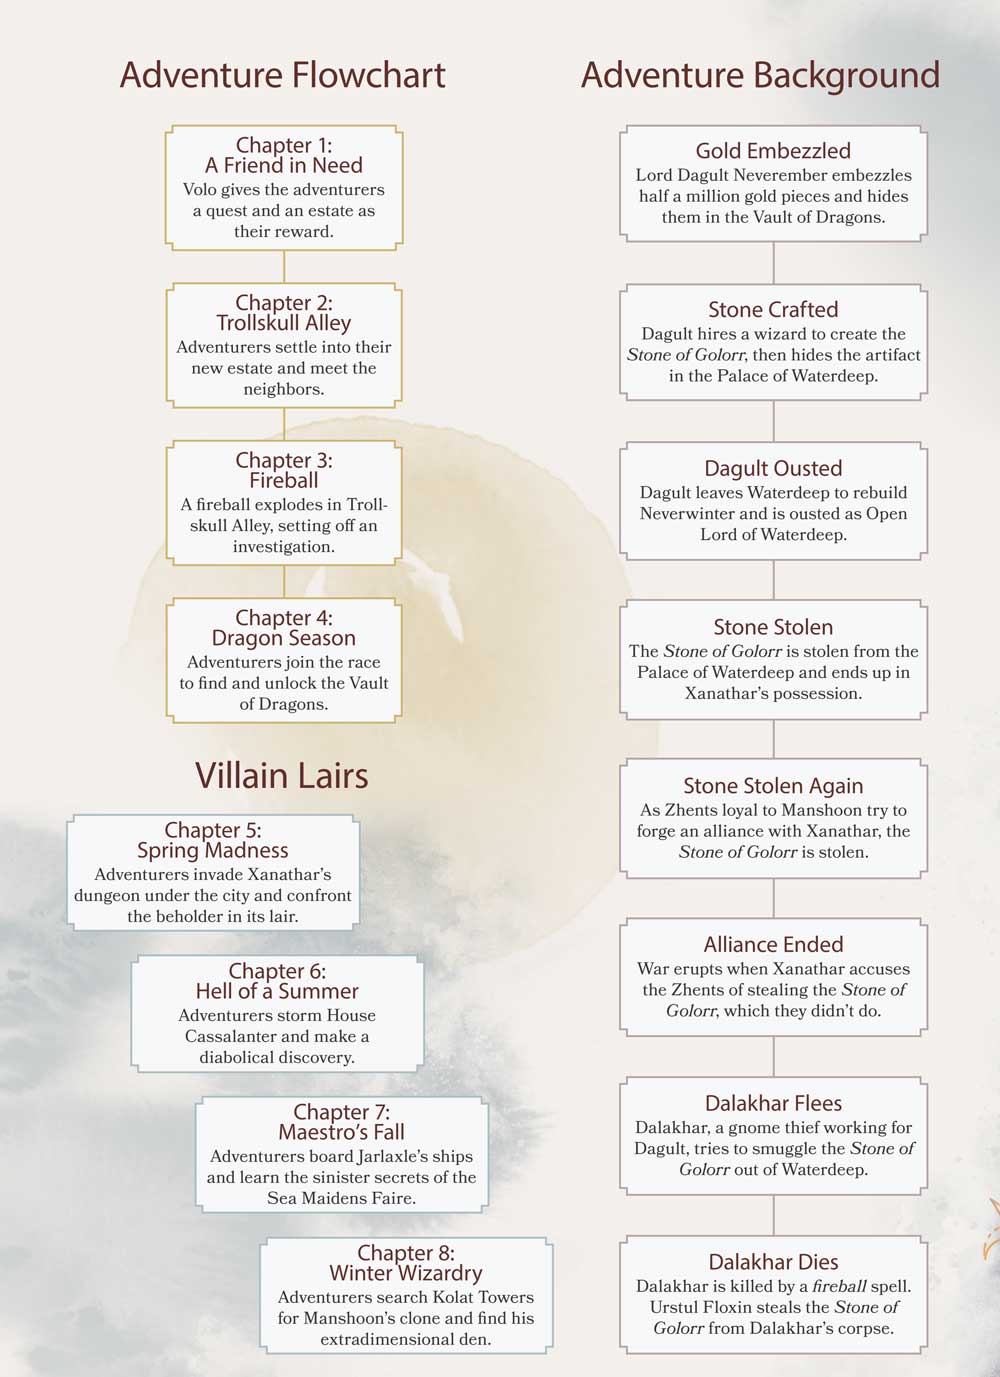 Adventure Flowchart
Chapter 1:
A Friend in Need
Volo gives the adventurers
a quest and an estate as
their reward.
Chapter 2:
Trollskull Alley
Adventurers settle into their
new estate and meet the
neighbors.
Chapter 3:
Fireball
A fireball explodes in Troll-
skull Alley, setting off an
investigation.
Chapter 4:
Dragon Season
Adventurers join the race
to find and unlock the Vault
of Dragons.
Villain Lairs
Chapter 5:
Spring Madness
Adventurers invade Xanathar's
dungeon under the city and confront
the beholder in its lair.
Chapter 6:
Hell of a Summer
Adventurers storm House
Cassalanter and make a
diabolical discovery.
Chapter 7:
Maestro's Fall
Adventurers board Jarlaxle's ships
and learn the sinister secrets of the
Sea Maidens Faire.
Chapter 8:
Winter Wizardry
Adventurers search Kolat Towers
for Manshoon's clone and find his
extradimensional den.
Adventure Background
Gold Embezzled
Lord Dagult Neverember embezzles
half a million gold pieces and hides
them in the Vault of Dragons.
Stone Crafted
Dagult hires a wizard to create the
Stone of Golorr, then hides the artifact
in the Palace of Waterdeep.
Dagult Ousted
Dagult leaves Waterdeep to rebuild
Neverwinter and is ousted as Open
Lord of Waterdeep.
Stone Stolen
The Stone of Golorr is stolen from the
Palace of Waterdeep and ends up in
Xanathar's possession.
Stone Stolen Again
As Zhents loyal to Manshoon try to
forge an alliance with Xanathar, the
Stone of Golorr is stolen.
Alliance Ended
War erupts when Xanathar accuses
the Zhents of stealing the Stone of
Golorr, which they didn't do.
Dalakhar Flees
Dalakhar, a gnome thief working for
Dagult, tries to smuggle the Stone of
Golorr out of Waterdeep.
Dalakhar Dies
Dalakhar is killed by a fireball spell.
Urstul Floxin steals the Stone of
Golorr from Dalakhar's corpse.